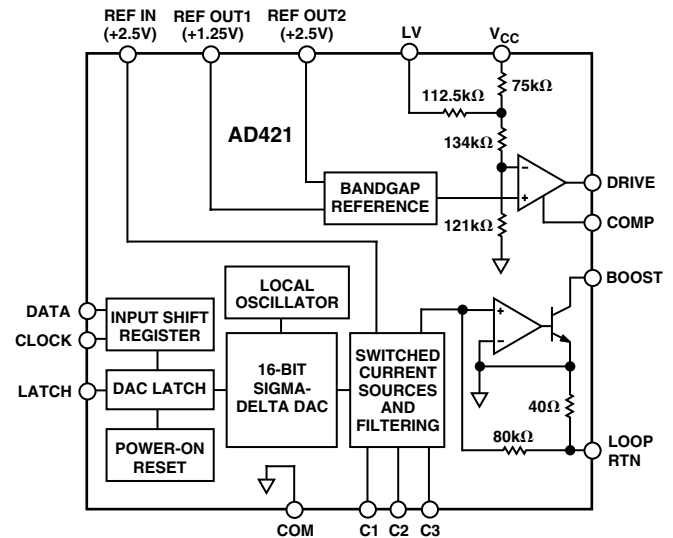 REF IN
(+2.5V)
REF OUT1
(+1.25V)
REF OUT2
(+2.5V)
LV
VCC
75kΩ
112.5kΩ
AD421
134kΩ
BANDGAP
REFERENCE
−
+
DRIVE
121kΩ
COMP
BOOST
LOCAL
OSCILLATOR
DATA
CLOCK
INPUT SHIFT
REGISTER
+
−
16-BIT
SIGMA-
DELTA DAC
SWITCHED
CURRENT
SOURCES
AND
FILTERING
LATCH
DAC LATCH
40Ω
POWER-ON
RESET
80kΩ
LOOP
RTN
COM
C1
C2
C3